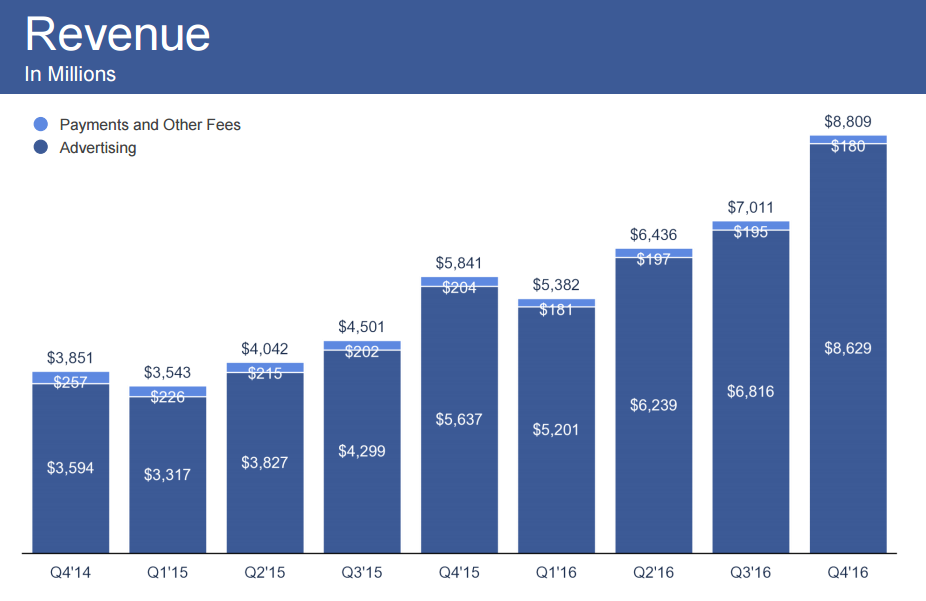 Revenue
In Millions
Payments and Other Fees
Advertising
$3,851
$257
$3,594
Q4'14
$3,543
$226
$3,317
Q1'15
$4,042
$215
$3,827
Q2'15
$4,501
$202
$4,299
Q3'15
$5,841
$204
$5,637
Q4'15
$5,382
$181
$5,201
Q1'16
$6,436
$197
$6,239
Q2'16
$7,011
$195
$6,816
Q3'16
$8,809
$180
$8,629
Q4'16